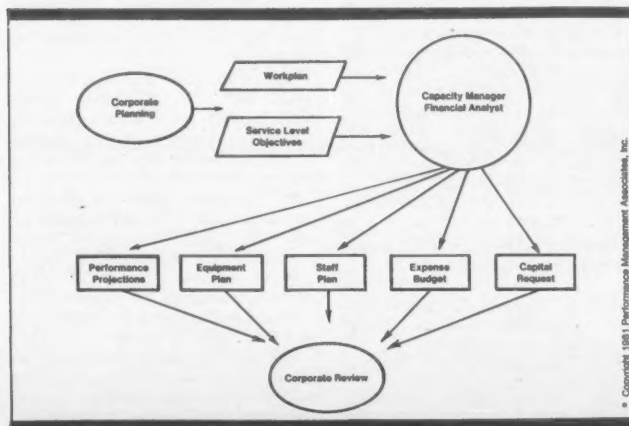 Workplan
Capacity Manager
Financial Analyst
Corporate
Planning
Service Level
Objectives
Performance
Projections
Equipment
Plan
Staff
Plan
Expense
Budget
Capital
Request
Corporate Review
© Copyright 1981 Performance Management Associates, Inc.